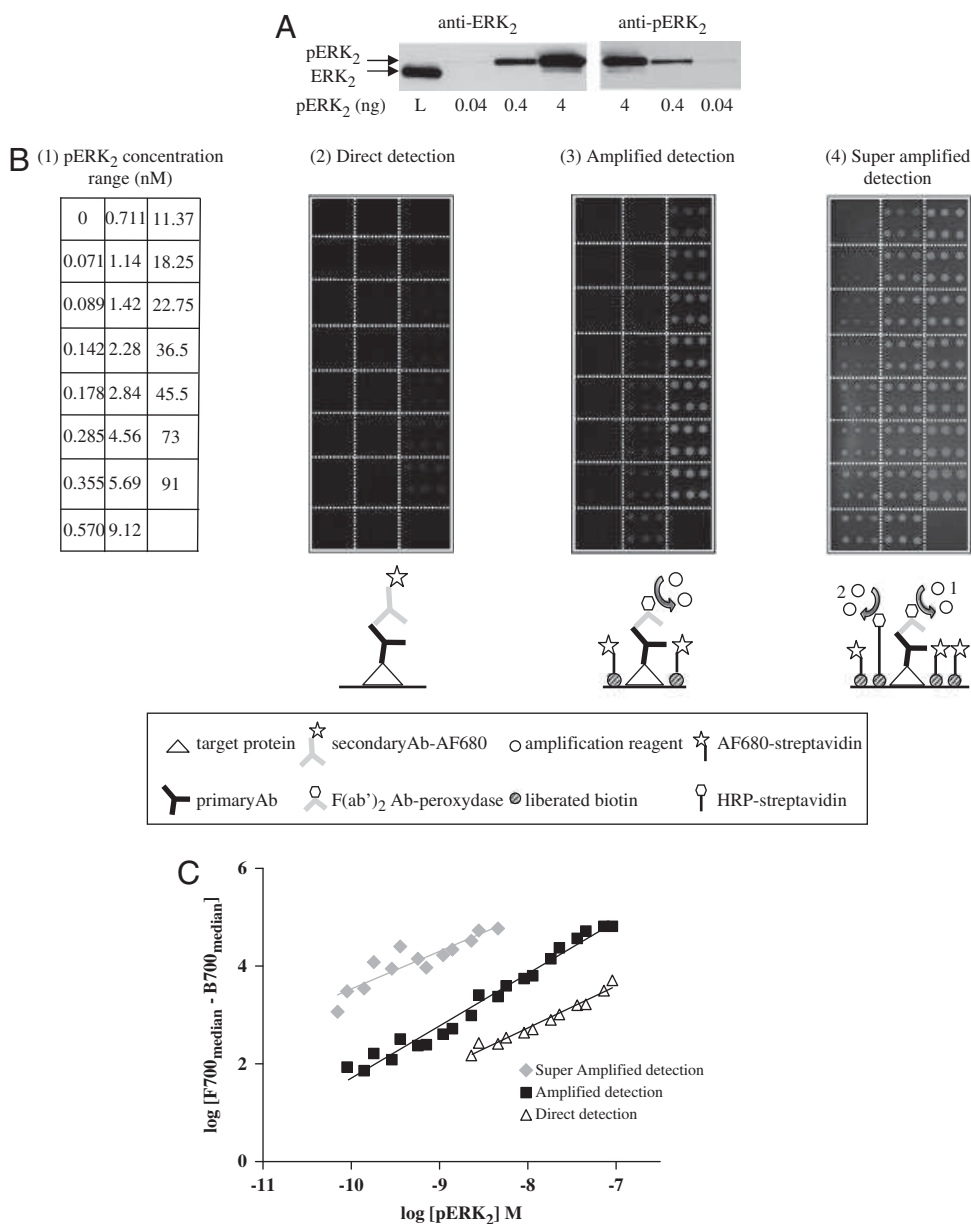 A
anti-ERK2
anti-pERK2
pERK2
ERK2
pERK2 (ng) L 0.04 0.4 4 4 0.4 0.04
B
(1) pERK2 concentration
range (nM)
(2) Direct detection
(3) Amplified detection
(4) Super amplified
detection
0 0.711 11.37
0.071 1.14 18.25
0.089 1.42 22.75
0.142 2.28 36.5
0.178 2.84 45.5
0.285 4.56 73
0.355 5.69 91
0.570 9.12
2 1
target protein
secondaryAb-AF680
amplification reagent
AF680-streptavidin
primaryAb
F(ab')2 Ab-peroxydase
liberated biotin
HRP-streptavidin
C
6
4
2
0
-11 -10 -9 -8 -7
log [F700median - B700median]
log [pERK2] M
Super Amplified detection
Amplified detection
Direct detection